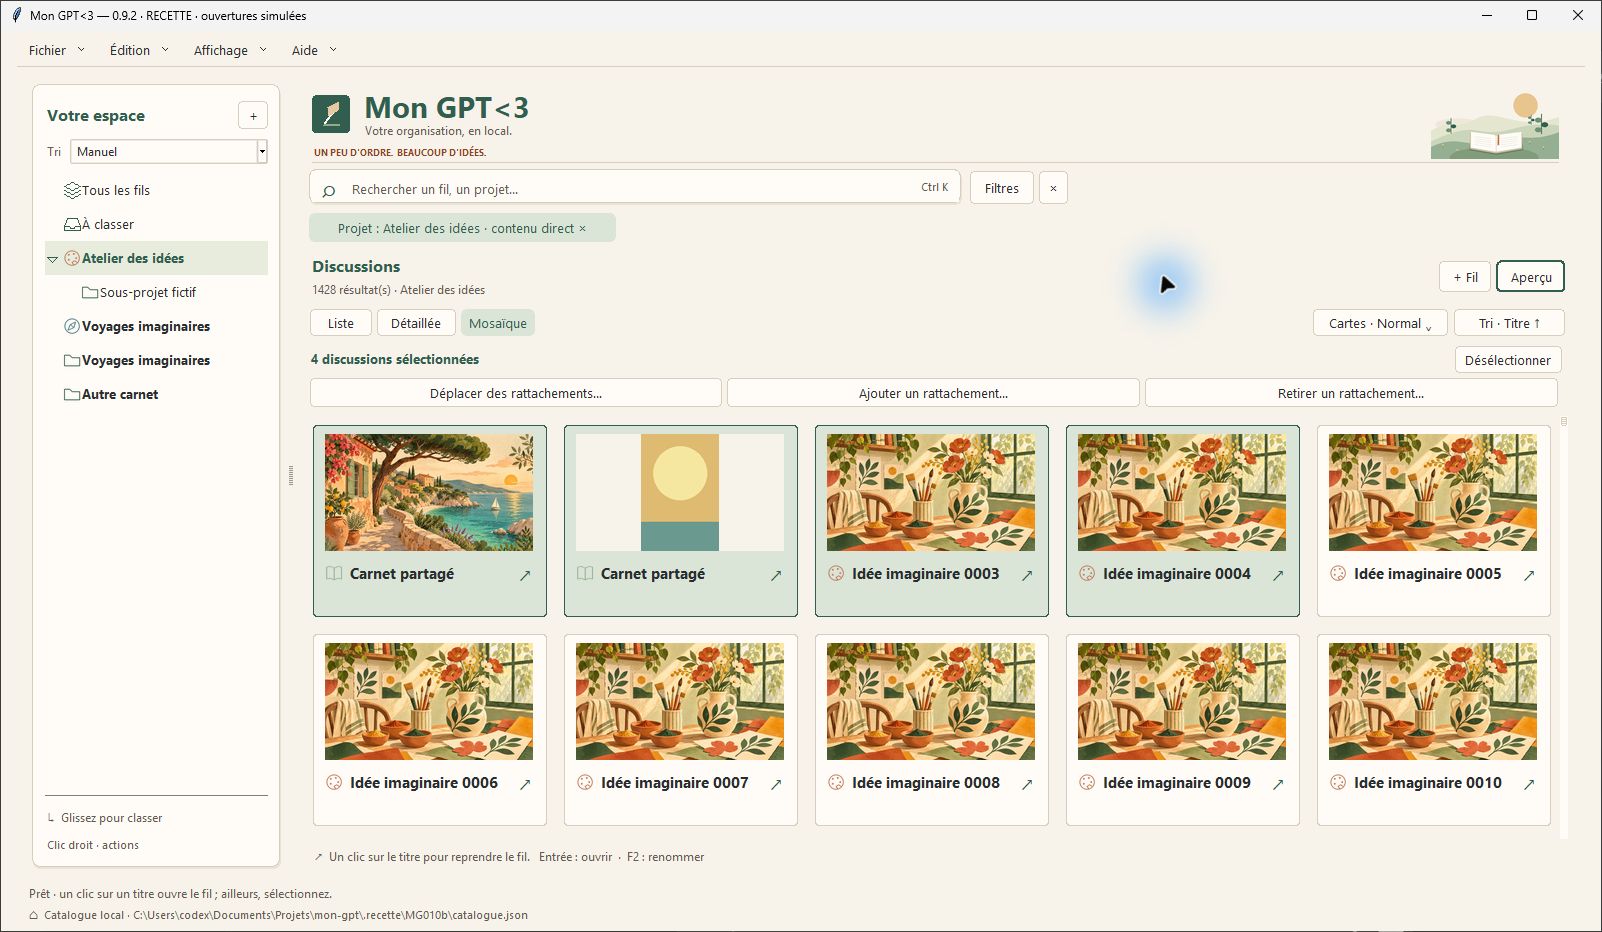 Mon GPT<3 — 0.9.2 · RECETTE · ouvertures simulées
Fichier Édition Affichage Aide
Votre espace +
Tri Manuel
Tous les fils
À classer
Atelier des idées
Sous-projet fictif
Voyages imaginaires
Voyages imaginaires
Autre carnet
↳ Glissez pour classer
Clic droit · actions
Mon GPT<3
Votre organisation, en local.
UN PEU D'ORDRE. BEAUCOUP D'IDÉES.
Rechercher un fil, un projet... Ctrl K Filtres ×
Projet : Atelier des idées · contenu direct ×
Discussions
1428 résultat(s) · Atelier des idées
+ Fil Aperçu
Liste Détaillée Mosaïque Cartes · Normal Tri · Titre ↑
4 discussions sélectionnées Désélectionner
Déplacer des rattachements... Ajouter un rattachement... Retirer un rattachement...
Carnet partagé ↗ Carnet partagé ↗ Idée imaginaire 0003 ↗ Idée imaginaire 0004 ↗ Idée imaginaire 0005 ↗
Idée imaginaire 0006 ↗ Idée imaginaire 0007 ↗ Idée imaginaire 0008 ↗ Idée imaginaire 0009 ↗ Idée imaginaire 0010 ↗
↗ Un clic sur le titre pour reprendre le fil. Entrée : ouvrir · F2 : renommer
Prêt · un clic sur un titre ouvre le fil ; ailleurs, sélectionnez.
⌂ Catalogue local · C:\Users\codex\Documents\Projets\mon-gpt\.recette\MG010b\catalogue.json